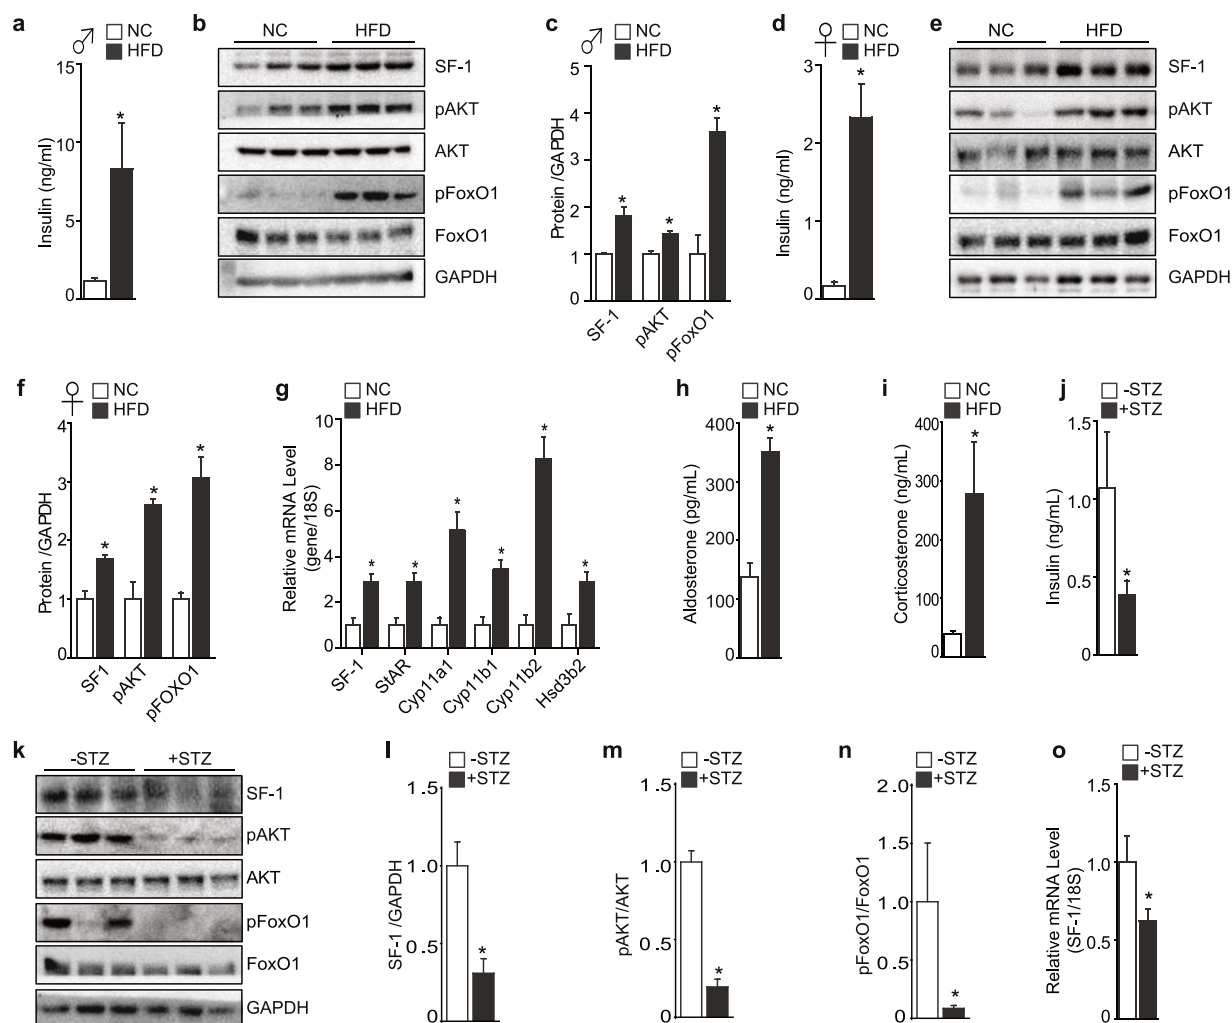 a
♂
NC
HFD
15
10
5
0
Insulin (ng/ml)
*
b
NC HFD
SF-1
pAKT
AKT
pFoxO1
FoxO1
GAPDH
c
♂
NC
HFD
5
4
3
2
1
0
Protein /GAPDH
* * *
SF-1 pAKT pFoxO1
d
♀
NC
HFD
3
2
1
0
Insulin (ng/ml)
*
e
NC HFD
SF-1
pAKT
AKT
pFoxO1
FoxO1
GAPDH
f
♀
NC
HFD
4
3
2
1
0
Protein /GAPDH
* * *
SF1 pAKT pFOXO1
g
NC
HFD
10
8
6
4
2
0
Relative mRNA Level
(gene/18S)
* * * * * *
SF-1 StAR Cyp11a1 Cyp11b1 Cyp11b2 Hsd3b2
h
NC
HFD
400
300
200
100
0
Aldosterone (pg/mL)
*
i
NC
HFD
400
300
200
100
0
Corticosterone (ng/mL)
*
j
-STZ
+STZ
1.5
1.0
0.5
0
Insulin (ng/mL)
*
k
-STZ +STZ
SF-1
pAKT
AKT
pFoxO1
FoxO1
GAPDH
l
-STZ
+STZ
1.5
1.0
0.5
0
SF-1 /GAPDH
*
m
-STZ
+STZ
1.5
1.0
0.5
0
pAKT/AKT
*
n
-STZ
+STZ
2.0
1.5
1.0
0.5
0.0
pFoxO1/FoxO1
*
o
-STZ
+STZ
1.5
1.0
0.5
0
Relative mRNA Level
(SF-1/18S)
*